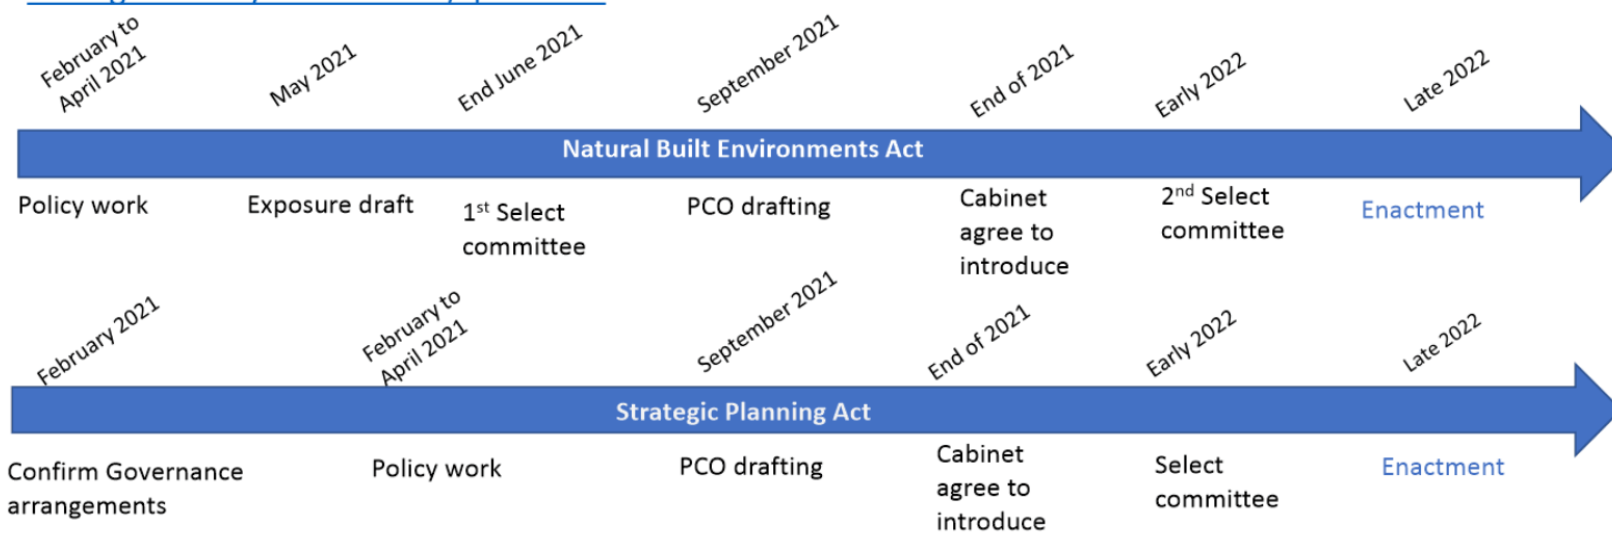 February to
April 2021
May 2021
End June 2021
September 2021
End of 2021
Early 2022
Late 2022
Natural Built Environments Act
Policy work
Exposure draft
1st Select
committee
PCO drafting
Cabinet
agree to
introduce
2nd Select
committee
Enactment
February 2021
February to
April 2021
September 2021
End of 2021
Early 2022
Late 2022
Strategic Planning Act
Confirm Governance
arrangements
Policy work
PCO drafting
Cabinet
agree to
introduce
Select
committee
Enactment